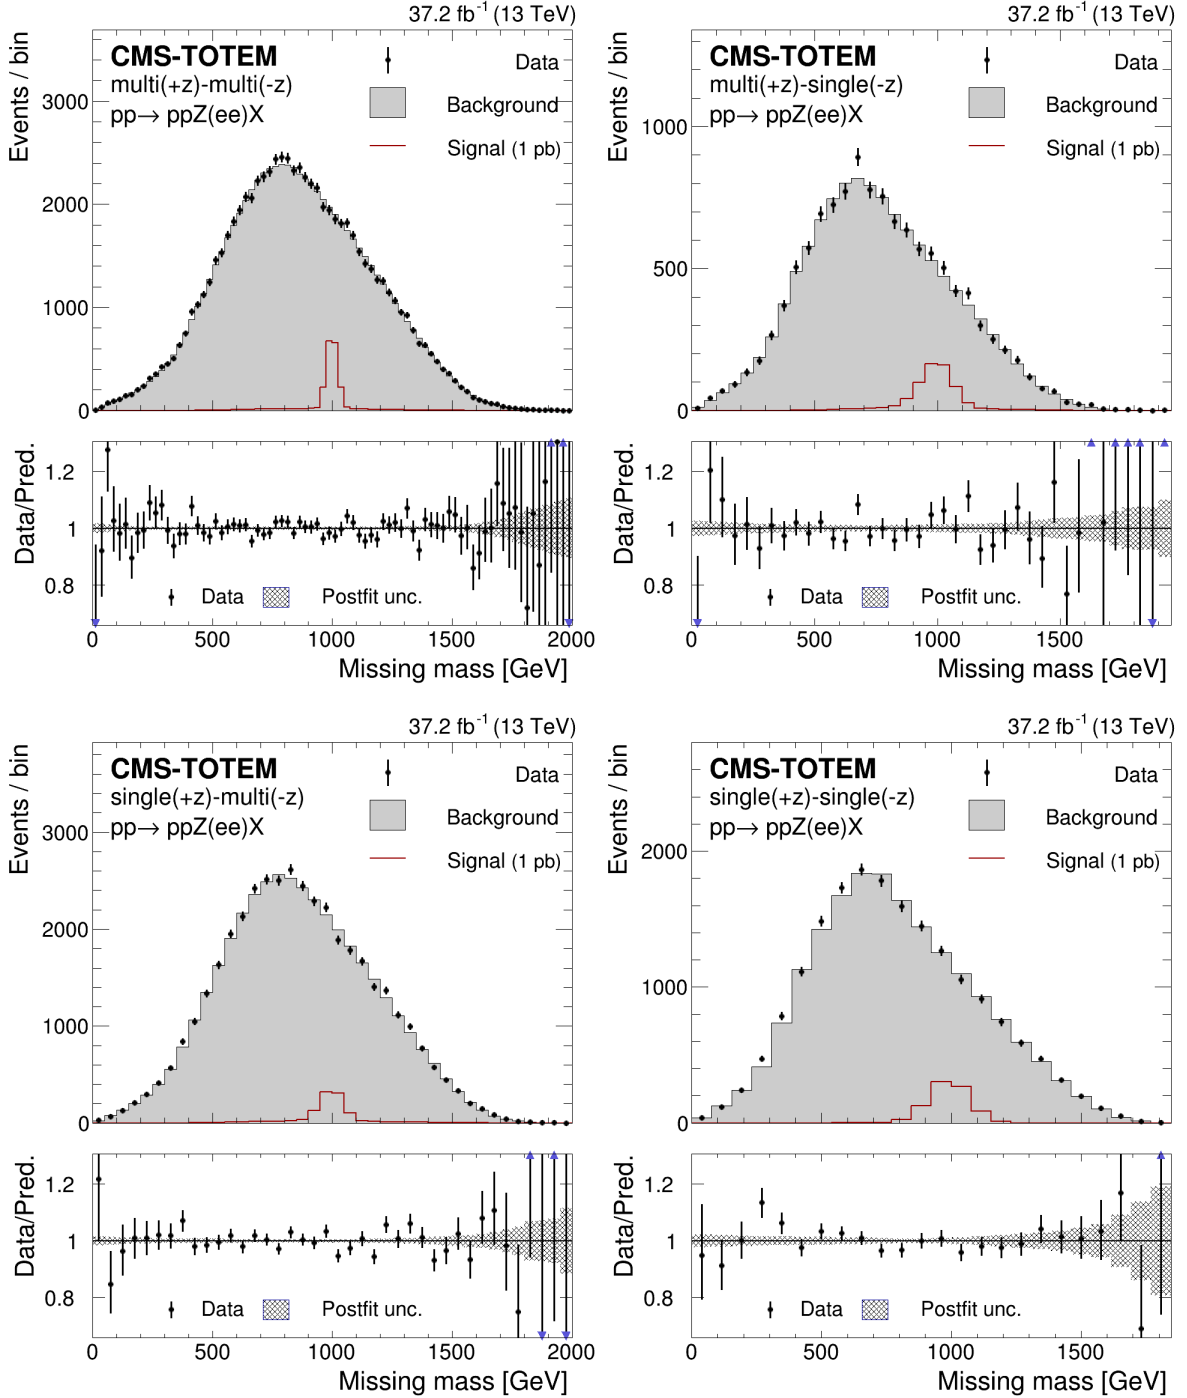 37.2 fb-1 (13 TeV)
Events / bin
CMS-TOTEM
multi(+z)-multi(-z)
pp→ ppZ(ee)X
Data
Background
Signal (1 pb)
3000
2000
1000
0
Data/Pred.
1.2
1
0.8
Data
Postfit unc.
0
500
1000
1500
2000
Missing mass [GeV]
37.2 fb-1 (13 TeV)
Events / bin
CMS-TOTEM
multi(+z)-single(-z)
pp→ ppZ(ee)X
Data
Background
Signal (1 pb)
1000
500
0
Data/Pred.
1.2
1
0.8
Data
Postfit unc.
0
500
1000
1500
Missing mass [GeV]
37.2 fb-1 (13 TeV)
Events / bin
CMS-TOTEM
single(+z)-multi(-z)
pp→ ppZ(ee)X
Data
Background
Signal (1 pb)
3000
2000
1000
0
Data/Pred.
1.2
1
0.8
Data
Postfit unc.
0
500
1000
1500
2000
Missing mass [GeV]
37.2 fb-1 (13 TeV)
Events / bin
CMS-TOTEM
single(+z)-single(-z)
pp→ ppZ(ee)X
Data
Background
Signal (1 pb)
2000
1000
0
Data/Pred.
1.2
1
0.8
Data
Postfit unc.
0
500
1000
1500
Missing mass [GeV]